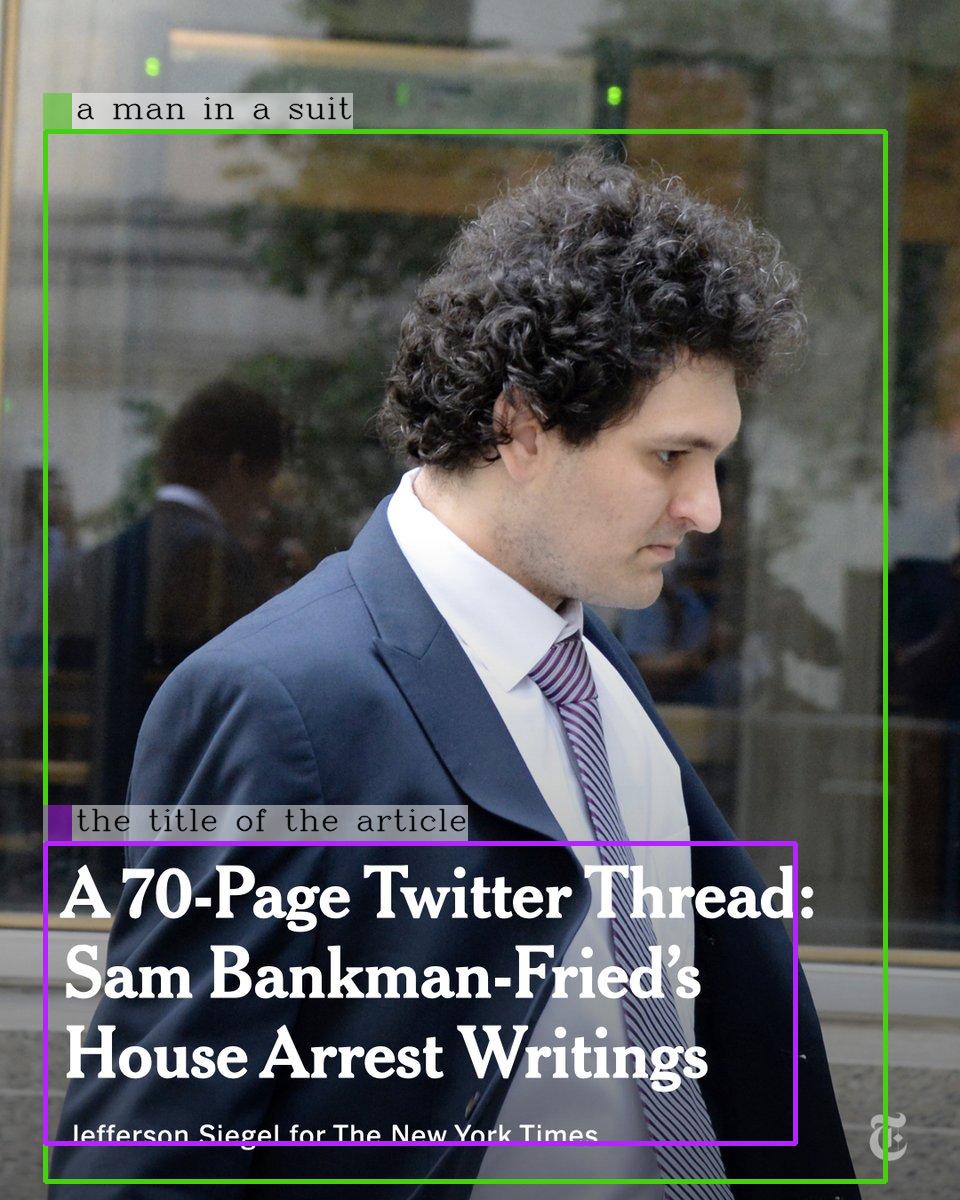 a man in a suit
the title of the article
A 70-Page Twitter Thread:
Sam Bankman-Fried's
House Arrest Writings
Jefferson Siegel for The New York Times
T